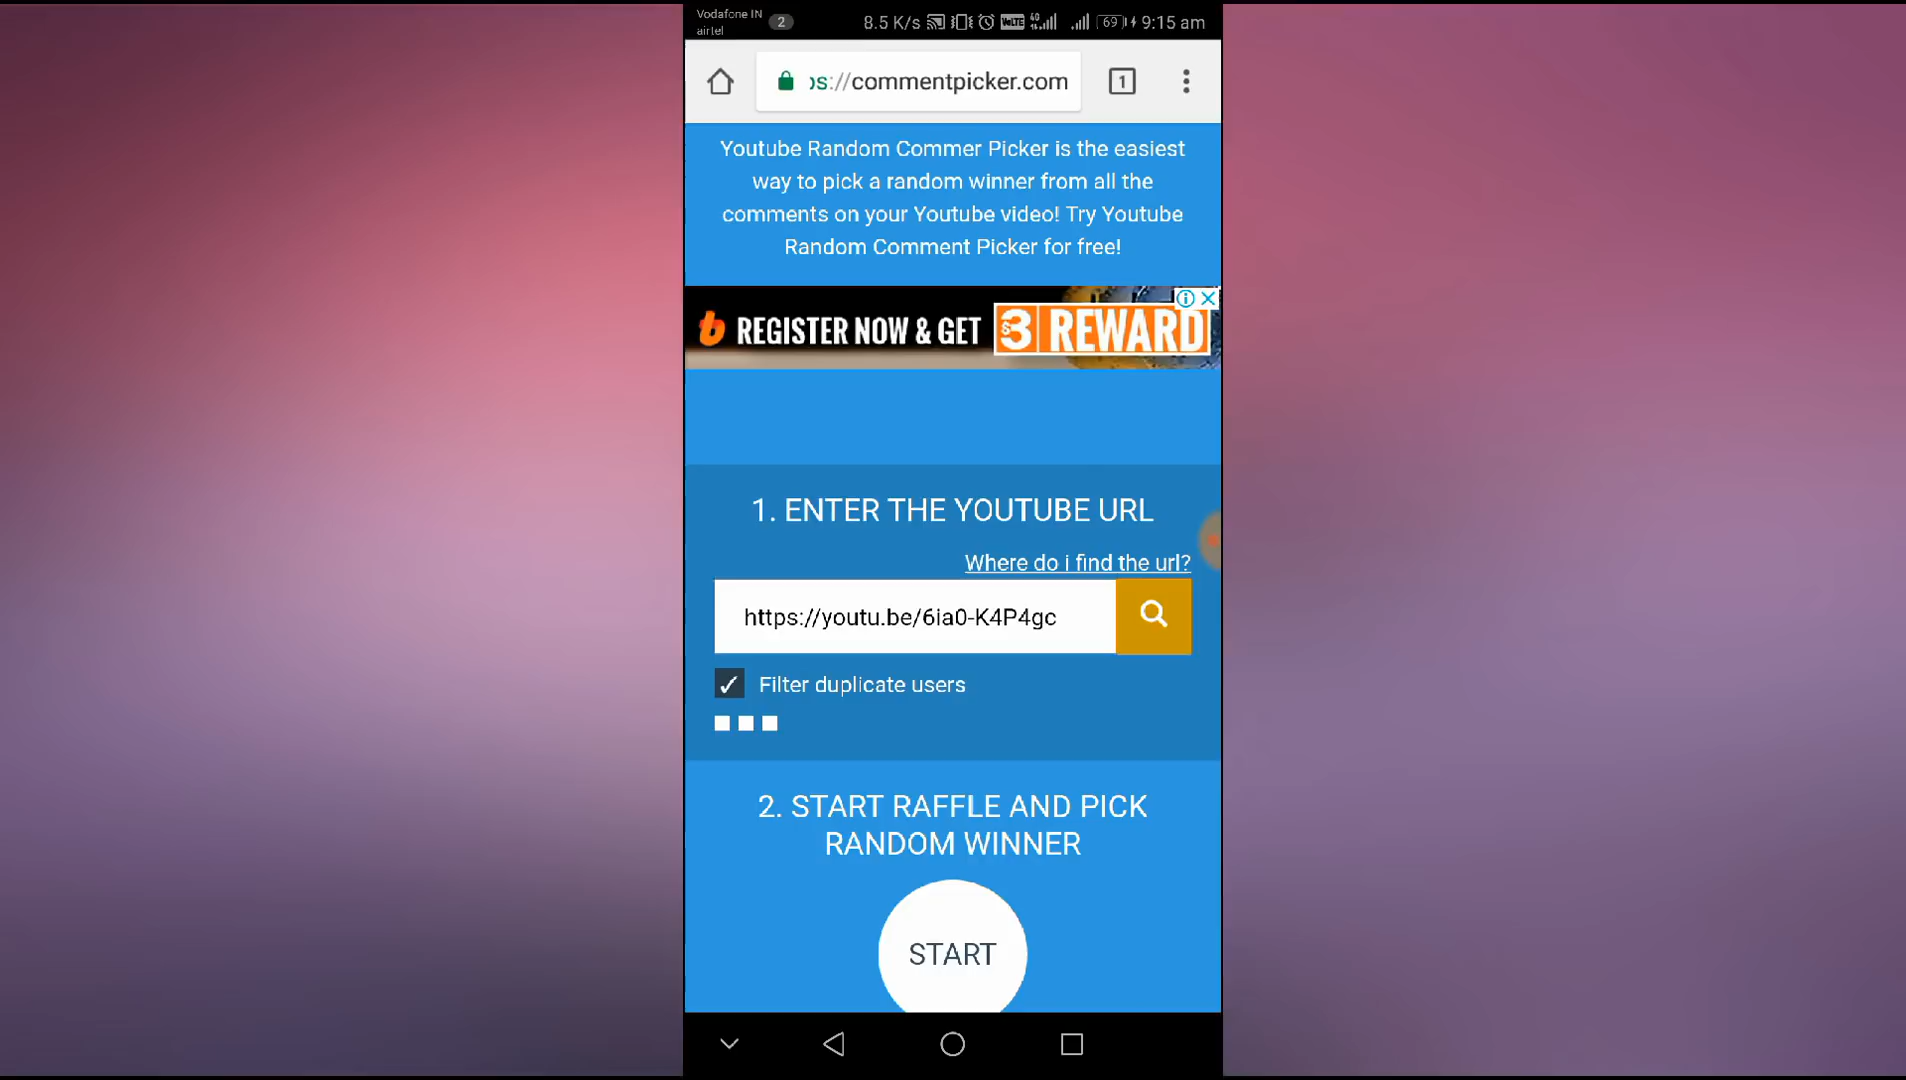 Vodafone IN
airtel
2
8.5 K/s
VoLTE
4G
69
9:15 am
ps://commentpicker.com
1
Youtube Random Commer Picker is the easiest
way to pick a random winner from all the
comments on your Youtube video! Try Youtube
Random Comment Picker for free!
b REGISTER NOW & GET $3 REWARD
1. ENTER THE YOUTUBE URL
Where do i find the url?
https://youtu.be/6ia0-K4P4gc
Filter duplicate users
2. START RAFFLE AND PICK
RANDOM WINNER
START